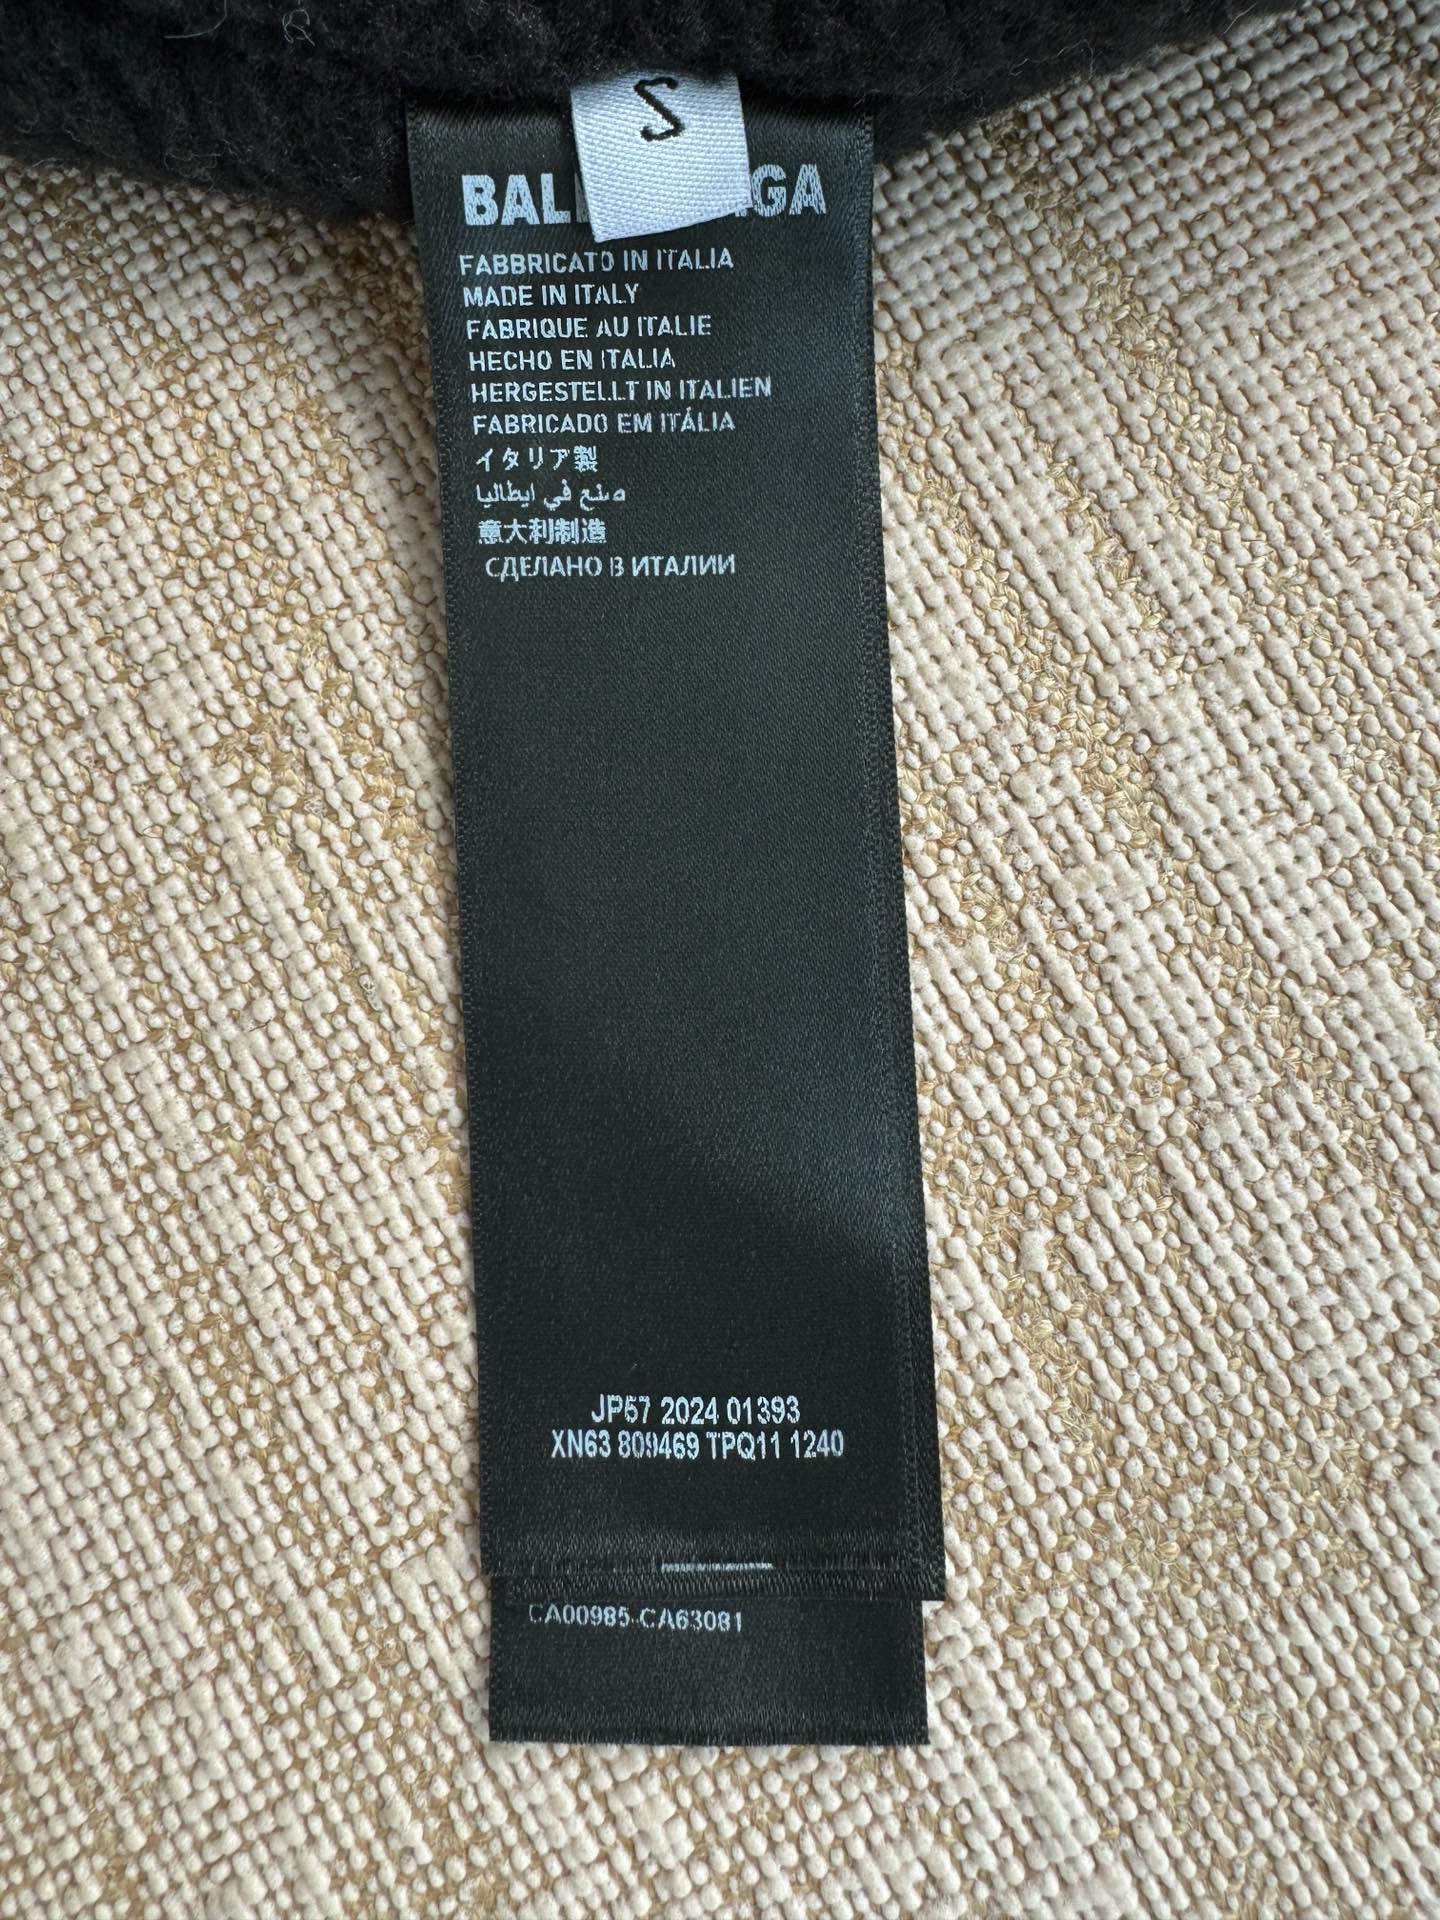 S
FABBRICATO IN ITALIA
MADE IN ITALY
FABRIQUE AU ITALIE
HECHO EN ITALIA
HERGESTELLT IN ITALIEN
FABRICADO EM ITÁLIA
イタリア製
صنع في ايطاليا
意大利制造
СДЕЛАНО В ИТАЛИИ
JP57 2024 01393
XN63 809469 TPQ11 1240
CA00985-CA63081